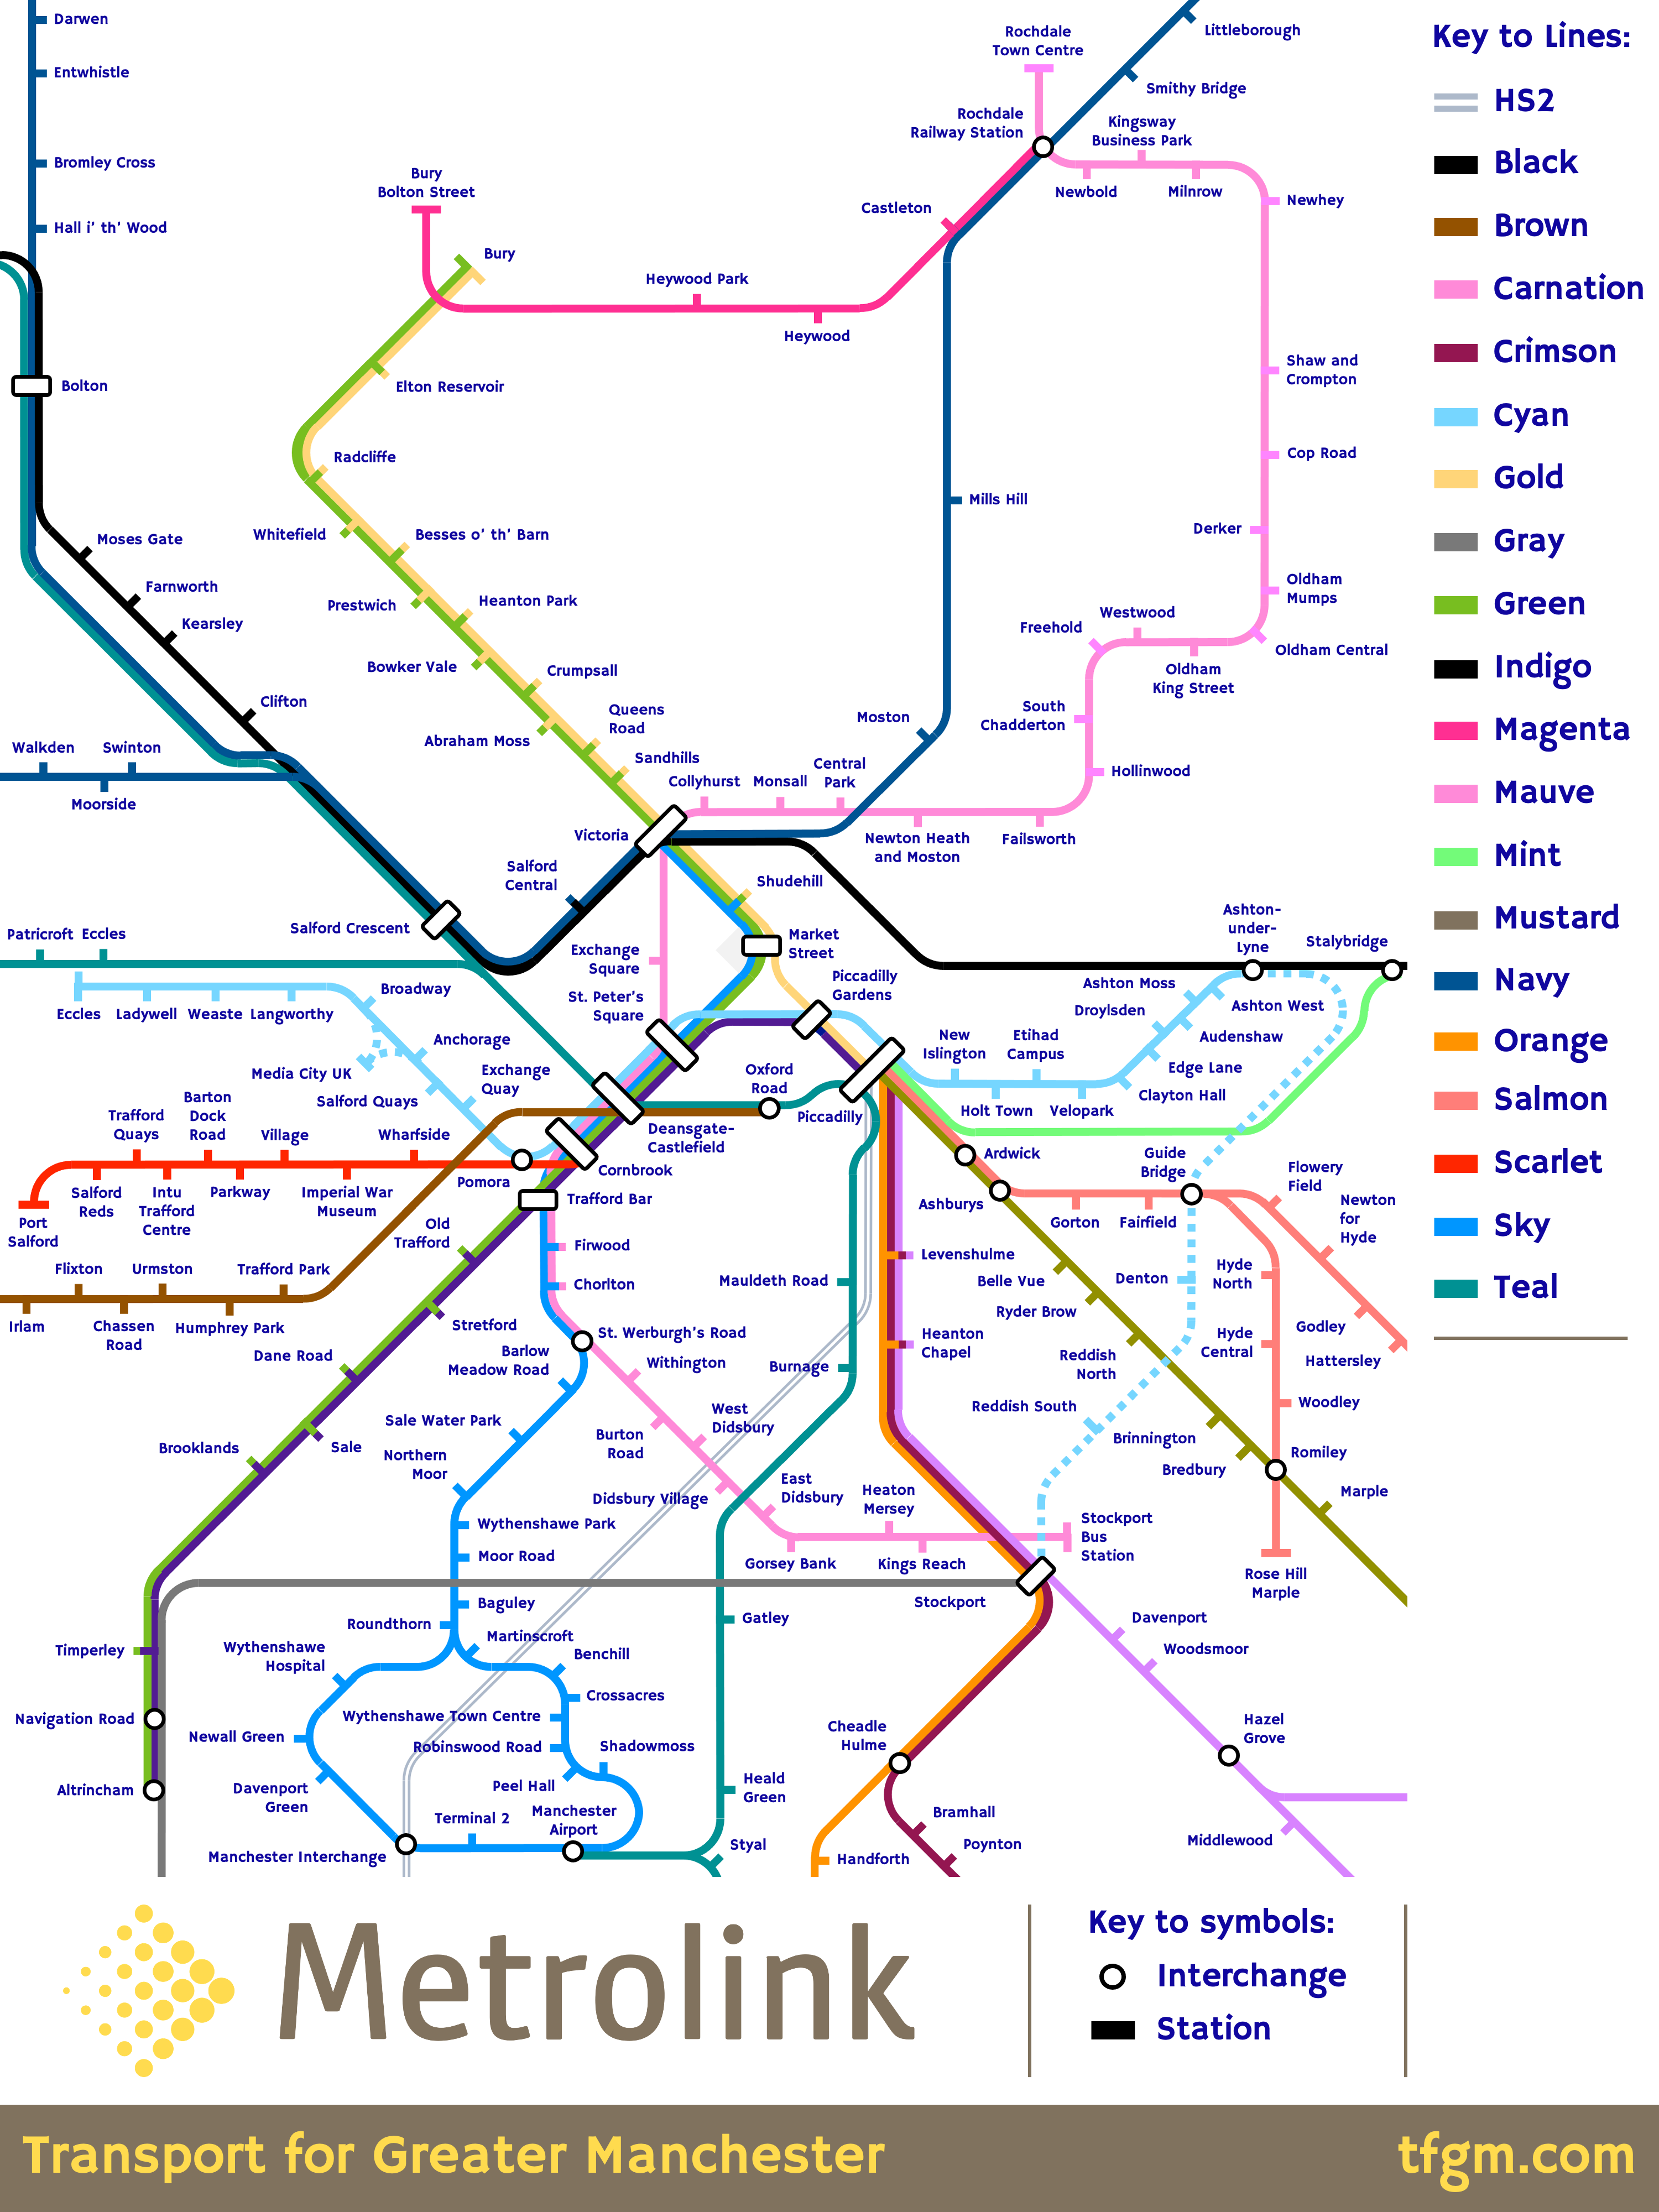 Darwen
Entwhistle
Bromley Cross
Hall i' th' Wood
Bolton
Moses Gate
Farnworth
Kearsley
Clifton
Walkden
Swinton
Moorside
Bury
Bolton Street
Bury
Elton Reservoir
Radcliffe
Whitefield
Besses o' th' Barn
Prestwich
Heanton Park
Bowker Vale
Crumpsall
Abraham Moss
Queens
Road
Sandhills
Heywood Park
Heywood
Castleton
Rochdale
Town Centre
Rochdale
Railway Station
Littleborough
Smithy Bridge
Kingsway
Business Park
Newbold
Milnrow
Newhey
Shaw and
Crompton
Cop Road
Derker
Oldham
Mumps
Oldham Central
Westwood
Oldham
King Street
Freehold
South
Chadderton
Hollinwood
Mills Hill
Moston
Collyhurst
Monsall
Central
Park
Newton Heath
and Moston
Failsworth
Victoria
Salford
Central
Salford Crescent
Shudehill
Exchange
Square
Market
Street
St. Peter's
Square
Piccadilly
Gardens
Patricroft
Eccles
Eccles
Ladywell
Weaste
Langworthy
Broadway
Anchorage
Media City UK
Salford Quays
Exchange
Quay
Pomora
Cornbrook
Deansgate-
Castlefield
Oxford
Road
Piccadilly
New
Islington
Etihad
Campus
Holt Town
Velopark
Clayton Hall
Edge Lane
Audenshaw
Droylsden
Ashton Moss
Ashton West
Ashton-
under-
Lyne
Stalybridge
Trafford
Quays
Barton
Dock
Road
Village
Wharfside
Port
Salford
Salford
Reds
Intu
Trafford
Centre
Parkway
Imperial War
Museum
Trafford Bar
Old
Trafford
Flixton
Urmston
Trafford Park
Irlam
Chassen
Road
Humphrey Park
Stretford
Dane Road
Sale
Brooklands
Timperley
Navigation Road
Altrincham
Firwood
Chorlton
St. Werburgh's Road
Barlow
Meadow Road
Sale Water Park
Northern
Moor
Wythenshawe Park
Moor Road
Baguley
Roundthorn
Martinscroft
Benchill
Crossacres
Wythenshawe
Hospital
Wythenshawe Town Centre
Newall Green
Robinswood Road
Shadowmoss
Peel Hall
Davenport
Green
Terminal 2
Manchester
Airport
Manchester Interchange
Withington
Burton
Road
West
Didsbury
Didsbury Village
East
Didsbury
Gorsey Bank
Heaton
Mersey
Kings Reach
Stockport
Bus
Station
Stockport
Mauldeth Road
Burnage
Gatley
Heald
Green
Styal
Levenshulme
Heanton
Chapel
Ardwick
Ashburys
Gorton
Fairfield
Guide
Bridge
Flowery
Field
Newton
for
Hyde
Godley
Hattersley
Hyde
North
Hyde
Central
Woodley
Belle Vue
Ryder Brow
Denton
Reddish
North
Reddish South
Brinnington
Bredbury
Romiley
Marple
Rose Hill
Marple
Davenport
Woodsmoor
Hazel
Grove
Middlewood
Cheadle
Hulme
Bramhall
Poynton
Handforth
Key to Lines:
HS2
Black
Brown
Carnation
Crimson
Cyan
Gold
Gray
Green
Indigo
Magenta
Mauve
Mint
Mustard
Navy
Orange
Salmon
Scarlet
Sky
Teal
Metrolink
Key to symbols:
Interchange
Station
Transport for Greater Manchester
tfgm.com